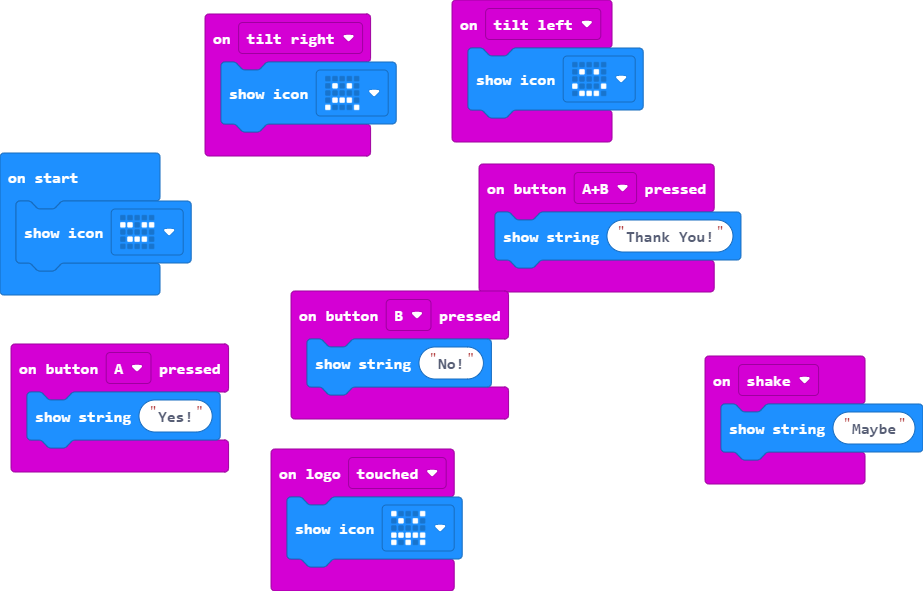 on tilt right
show icon
on tilt left
show icon
on start
show icon
on button A+B pressed
show string "Thank You!"
on button B pressed
show string "No!"
on button A pressed
show string "Yes!"
on shake
show string "Maybe"
on logo touched
show icon